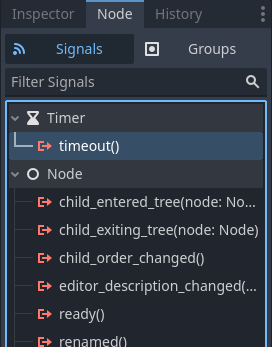 Inspector Node History
Signals Groups
Filter Signals
Timer
timeout()
Node
child_entered_tree(node: No...
child_exiting_tree(node: Node)
child_order_changed()
editor_description_changed(...
ready()
renamed()